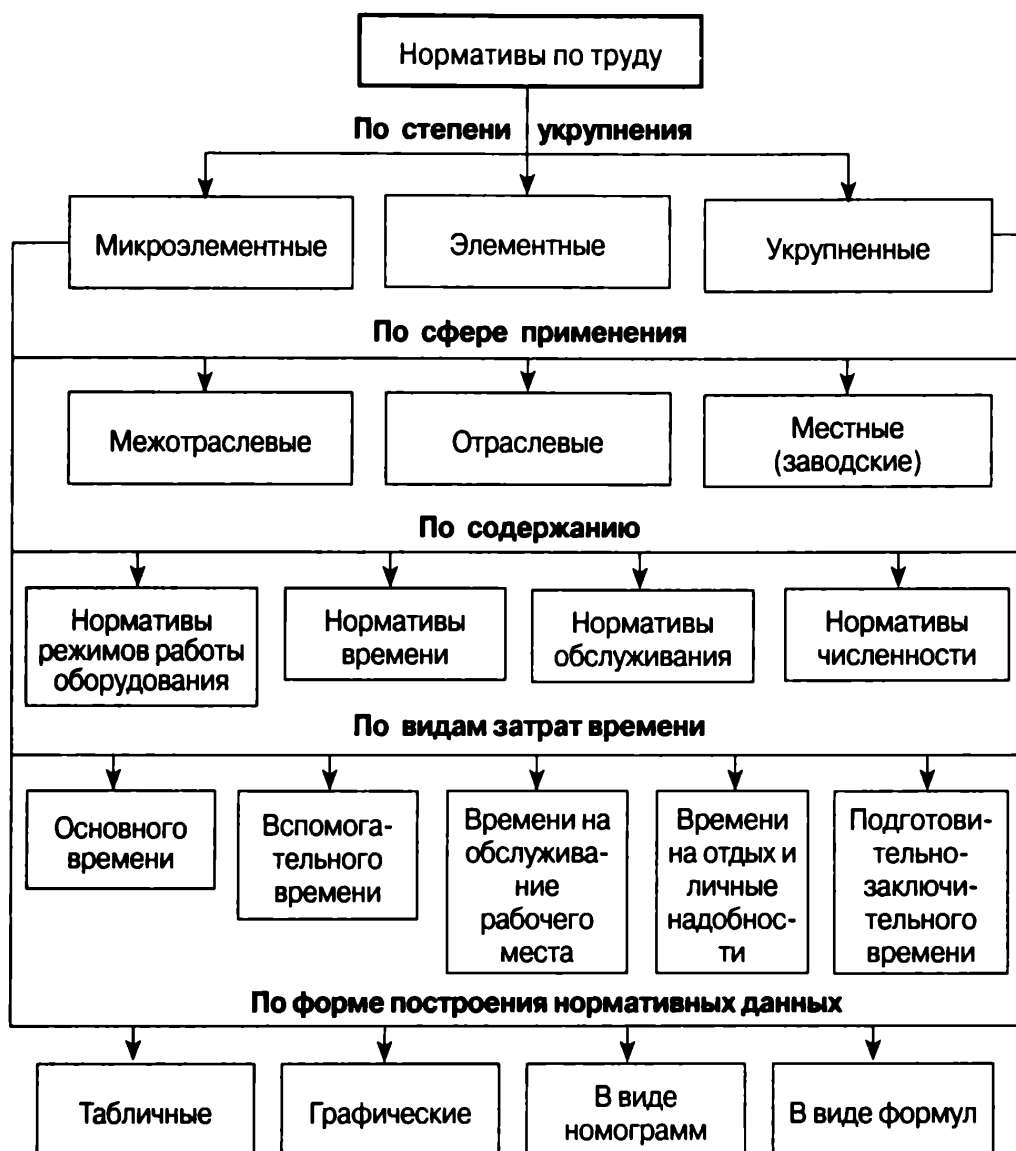 Нормативы по труду
По степени укрупнения
Микроэлементные
Элементные
Укрупненные
По сфере применения
Межотраслевые
Отраслевые
Местные
(заводские)
По содержанию
Нормативы
режимов работы
оборудования
Нормативы
времени
Нормативы
обслуживания
Нормативы
численности
По видам затрат времени
Основного
времени
Вспомога-
тельного
времени
Времени на
обслужива-
ние
рабочего
места
Времени
на отдых и
личные
надобнос-
ти
Подготови-
тельно-
заключи-
тельного
времени
По форме построения нормативных данных
Табличные
Графические
В виде
номограмм
В виде формул